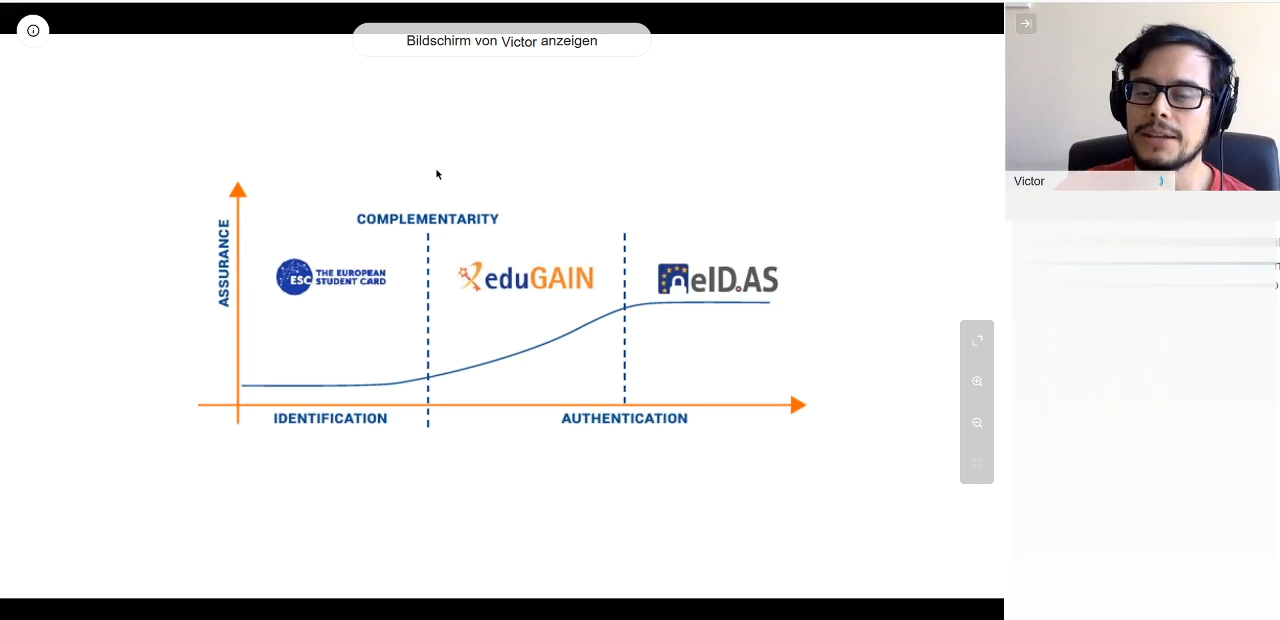 Bildschirm von Victor anzeigen
Victor
COMPLEMENTARITY
ASSURANCE
ESC THE EUROPEAN
STUDENT CARD
eduGAIN
eID.AS
IDENTIFICATION
AUTHENTICATION